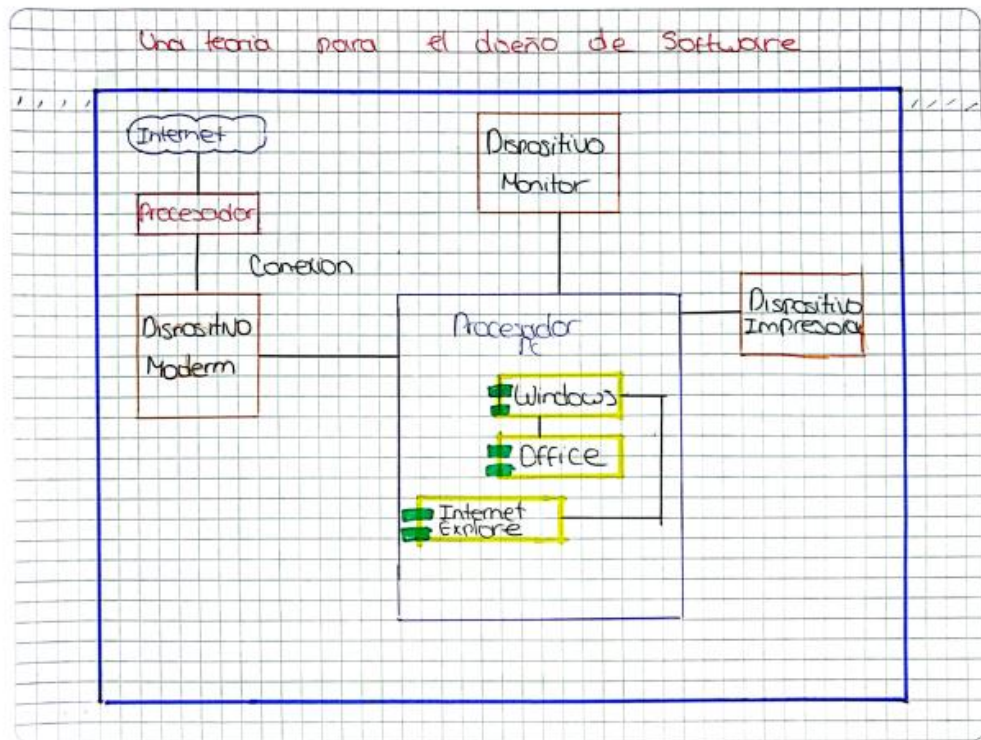 Una teoria para el diseño de Software
Internet
Procesador
Conexion
Dispositivo
Moderm
Dispositivo
Monitor
Procesador
PC
Dispositivo
Impresora
Windows
Office
Internet
Explore